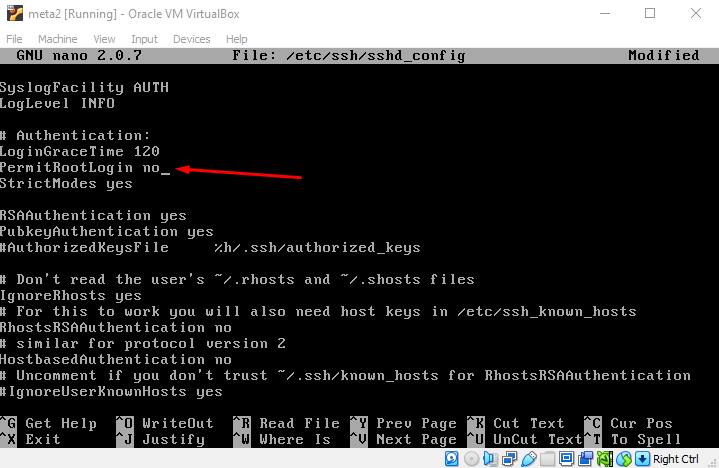 meta2 [Running] - Oracle VM VirtualBox
File Machine View Input Devices Help
GNU nano 2.0.7 File: /etc/ssh/sshd_config Modified
SyslogFacility AUTH
LogLevel INFO
# Authentication:
LoginGraceTime 120
PermitRootLogin no_
StrictModes yes
RSAAuthentication yes
PubkeyAuthentication yes
#AuthorizedKeysFile %h/.ssh/authorized_keys
# Don't read the user's ~/.rhosts and ~/.shosts files
IgnoreRhosts yes
# For this to work you will also need host keys in /etc/ssh_known_hosts
RhostsRSAAuthentication no
# similar for protocol version 2
HostbasedAuthentication no
# Uncomment if you don't trust ~/.ssh/known_hosts for RhostsRSAAuthentication
#IgnoreUserKnownHosts yes
^G Get Help ^O WriteOut ^R Read File ^Y Prev Page ^K Cut Text ^C Cur Pos
^X Exit ^J Justify ^W Where Is ^V Next Page ^U UnCut Text ^T To Spell
Right Ctrl